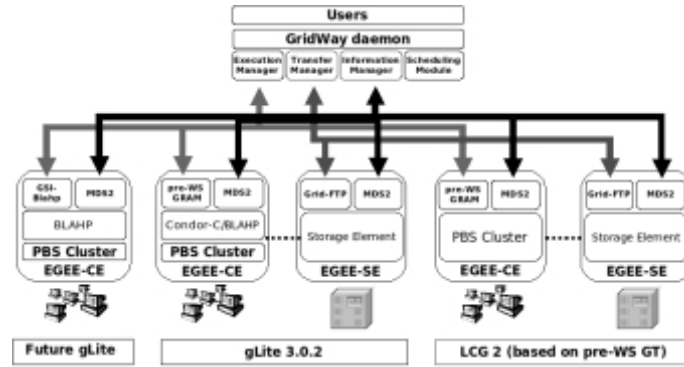 Users
GridWay daemon
Execution Manager
Transfer Manager
Information Manager
Scheduling Module
GSI-Blahp
MDS2
pre-WS GRAM
MDS2
Grid-FTP
MDS2
pre-WS GRAM
MDS2
Grid-FTP
MDS2
BLAHP
Condor-C/BLAHP
Storage Element
PBS Cluster
Storage Element
PBS Cluster
PBS Cluster
EGEE-CE
EGEE-CE
EGEE-SE
EGEE-CE
EGEE-SE
Future gLite
gLite 3.0.2
LCG 2 (based on pre-WS GT)